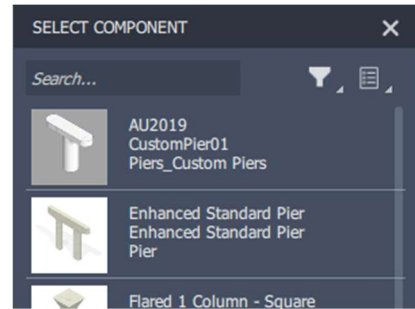 SELECT COMPONENT
Search...
AU2019
CustomPier01
Piers_Custom Piers
Enhanced Standard Pier
Enhanced Standard Pier
Pier
Flared 1 Column - Square